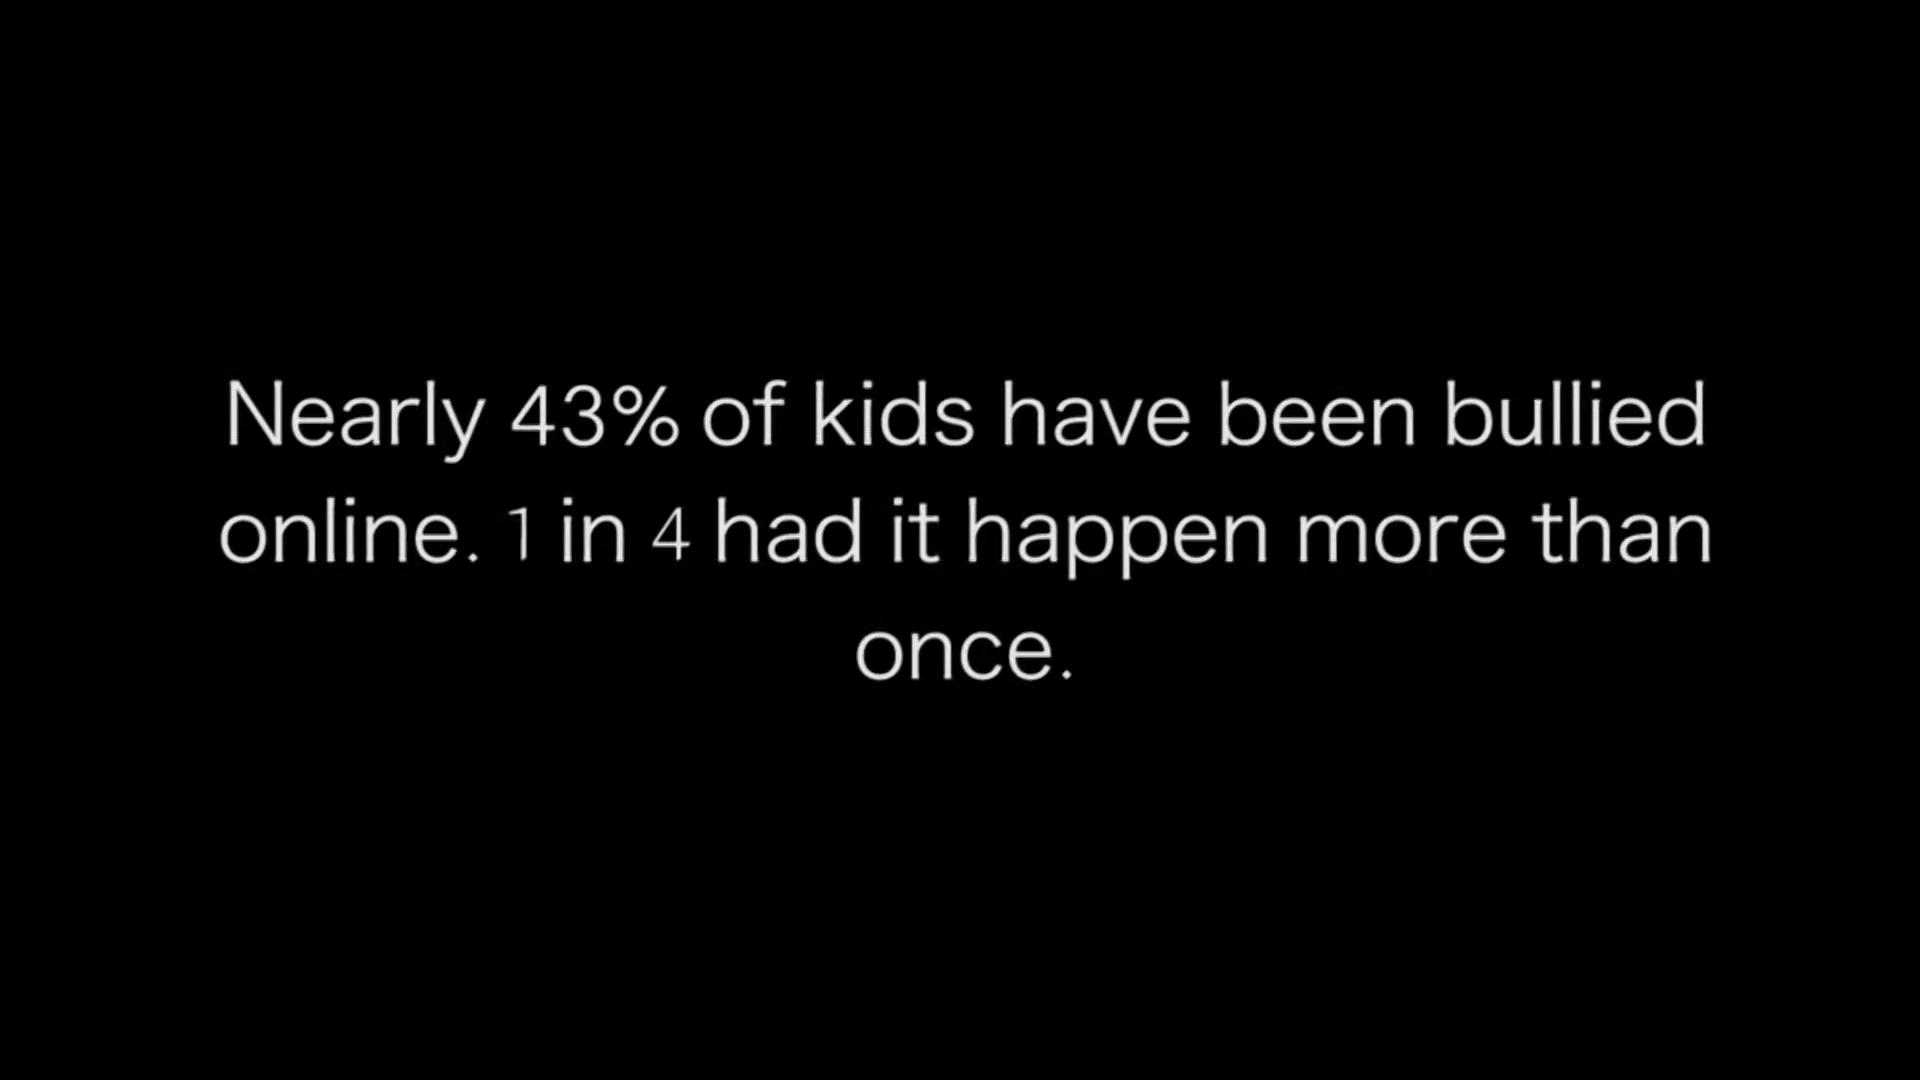 Nearly 43% of kids have been bullied
online. 1 in 4 had it happen more than
once.